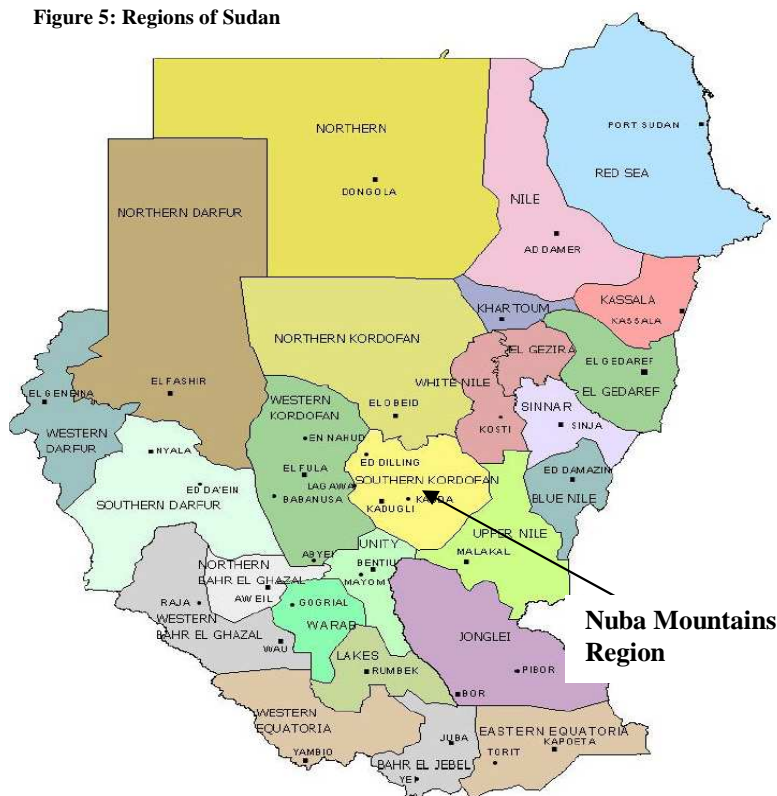 Figure 5: Regions of Sudan
NORTHERN
PORT SUDAN
RED SEA
DONGOLA
NILE
NORTHERN DARFUR
ADDAMER
KHARTOUM
KASSALA
KASSALA
NORTHERN KORDOFAN
EL GEZIRA
EL GEDAREF
EL GEDAREF
WHITE NILE
EL FASHIR
EL GENEINA
WESTERN
KORDOFAN
EL OBEID
SINNAR
SINJA
KOSTI
WESTERN
DARFUR
EN NAHUD
NYALA
ED DILLING
EL FULA
LAGAWA
SOUTHERN KORDOFAN
ED DAMAZIN
BLUE NILE
ED DA'EIN
SOUTHERN DARFUR
BABANUSA
KADUGLI
KAUDA
UPPER NILE
MALAKAL
UNITY
ABYEI
BENTIU
MAYOM
NORTHERN
BAHR EL GHAZAL
AWEIL
RAJA
WESTERN
BAHR EL GHAZAL
GOGRIAL
WARAB
WAU
Nuba Mountains
Region
JONGLEI
LAKES
RUMBEK
PIBOR
BOR
WESTERN
EQUATORIA
YAMBIO
EASTERN EQUATORIA
KAPOETA
TORIT
JUBA
BAHR EL JEBEL
YEI